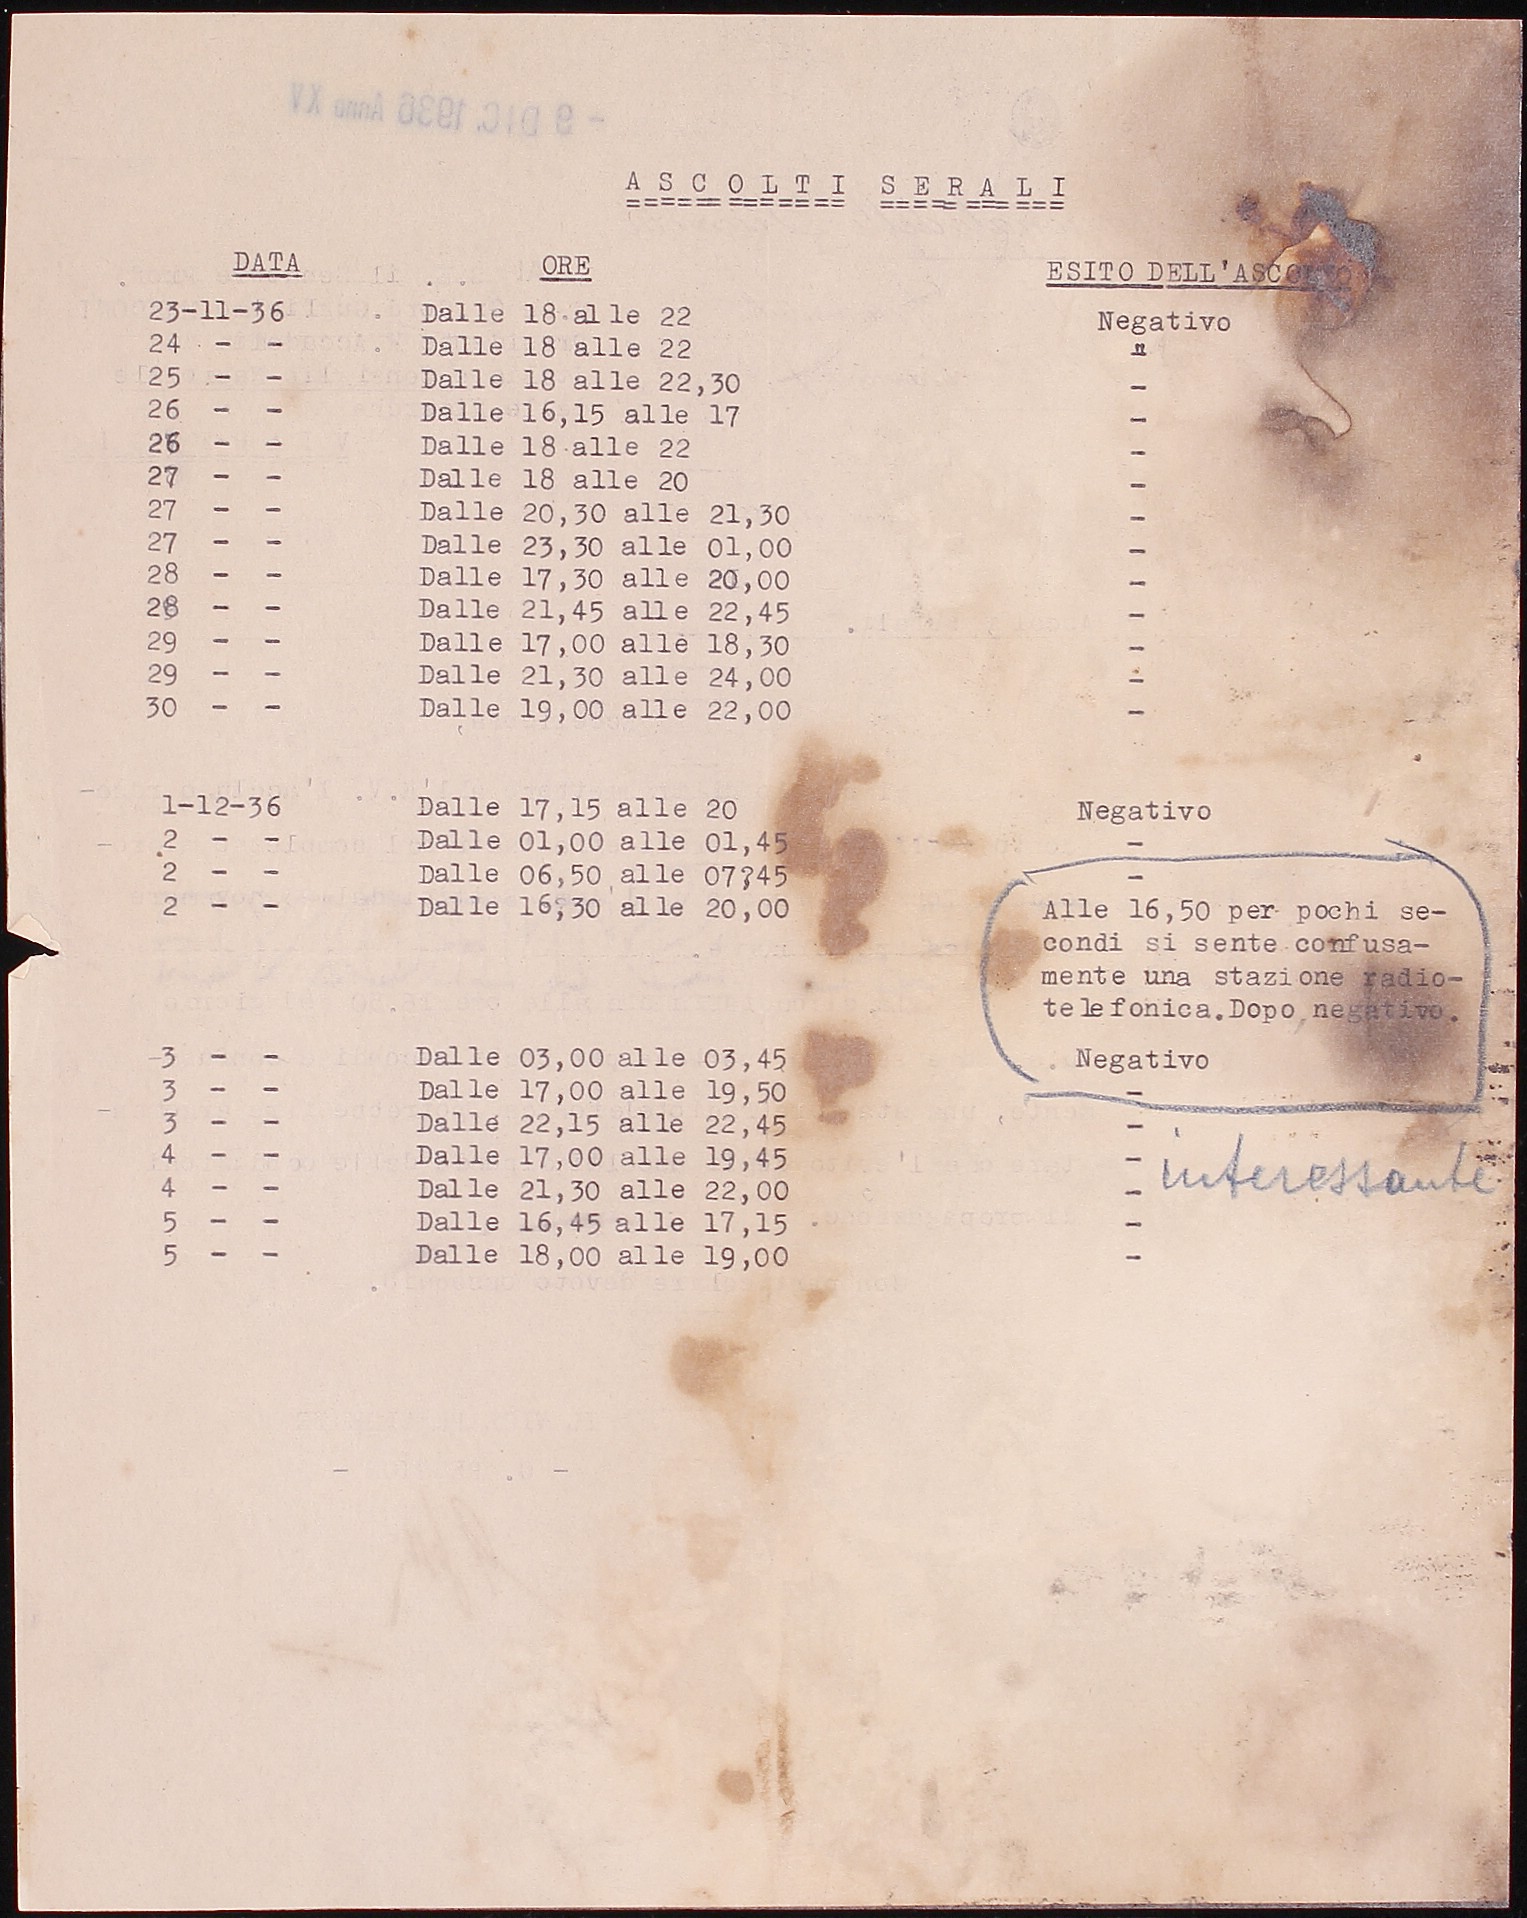 - 9 DIC. 1936 Anno XV
ASCOLTI SERALI
DATA ORE ESITO DELL'ASCOLTO
23-11-36 Dalle 18 alle 22 Negativo
24 - - Dalle 18 alle 22 "
25 - - Dalle 18 alle 22,30 -
26 - - Dalle 16,15 alle 17 -
26 - - Dalle 18 alle 22 -
27 - - Dalle 18 alle 20 -
27 - - Dalle 20,30 alle 21,30 -
27 - - Dalle 23,30 alle 01,00 -
28 - - Dalle 17,30 alle 20,00 -
28 - - Dalle 21,45 alle 22,45 -
29 - - Dalle 17,00 alle 18,30 -
29 - - Dalle 21,30 alle 24,00 -
30 - - Dalle 19,00 alle 22,00 -
1-12-36 Dalle 17,15 alle 20 Negativo
2 - - Dalle 01,00 alle 01,45 -
2 - - Dalle 06,50 alle 07?45 -
2 - - Dalle 16,30 alle 20,00 Alle 16,50 per pochi se-
condi si sente confusa-
mente una stazione radio-
telefonica.Dopo negativo.
3 - - Dalle 03,00 alle 03,45 Negativo
3 - - Dalle 17,00 alle 19,50 -
3 - - Dalle 22,15 alle 22,45 -
4 - - Dalle 17,00 alle 19,45 -
interessante
4 - - Dalle 21,30 alle 22,00 -
5 - - Dalle 16,45 alle 17,15 -
5 - - Dalle 18,00 alle 19,00 -